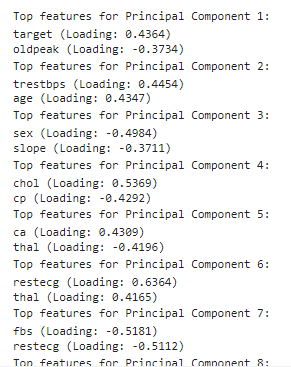 Top features for Principal Component 1:
target (Loading: 0.4364)
oldpeak (Loading: -0.3734)
Top features for Principal Component 2:
trestbps (Loading: 0.4454)
age (Loading: 0.4347)
Top features for Principal Component 3:
sex (Loading: -0.4984)
slope (Loading: -0.3711)
Top features for Principal Component 4:
chol (Loading: 0.5369)
cp (Loading: -0.4292)
Top features for Principal Component 5:
ca (Loading: 0.4309)
thal (Loading: -0.4196)
Top features for Principal Component 6:
restecg (Loading: 0.6364)
thal (Loading: 0.4165)
Top features for Principal Component 7:
fbs (Loading: -0.5181)
restecg (Loading: -0.5112)
Top features for Principal Component 8: